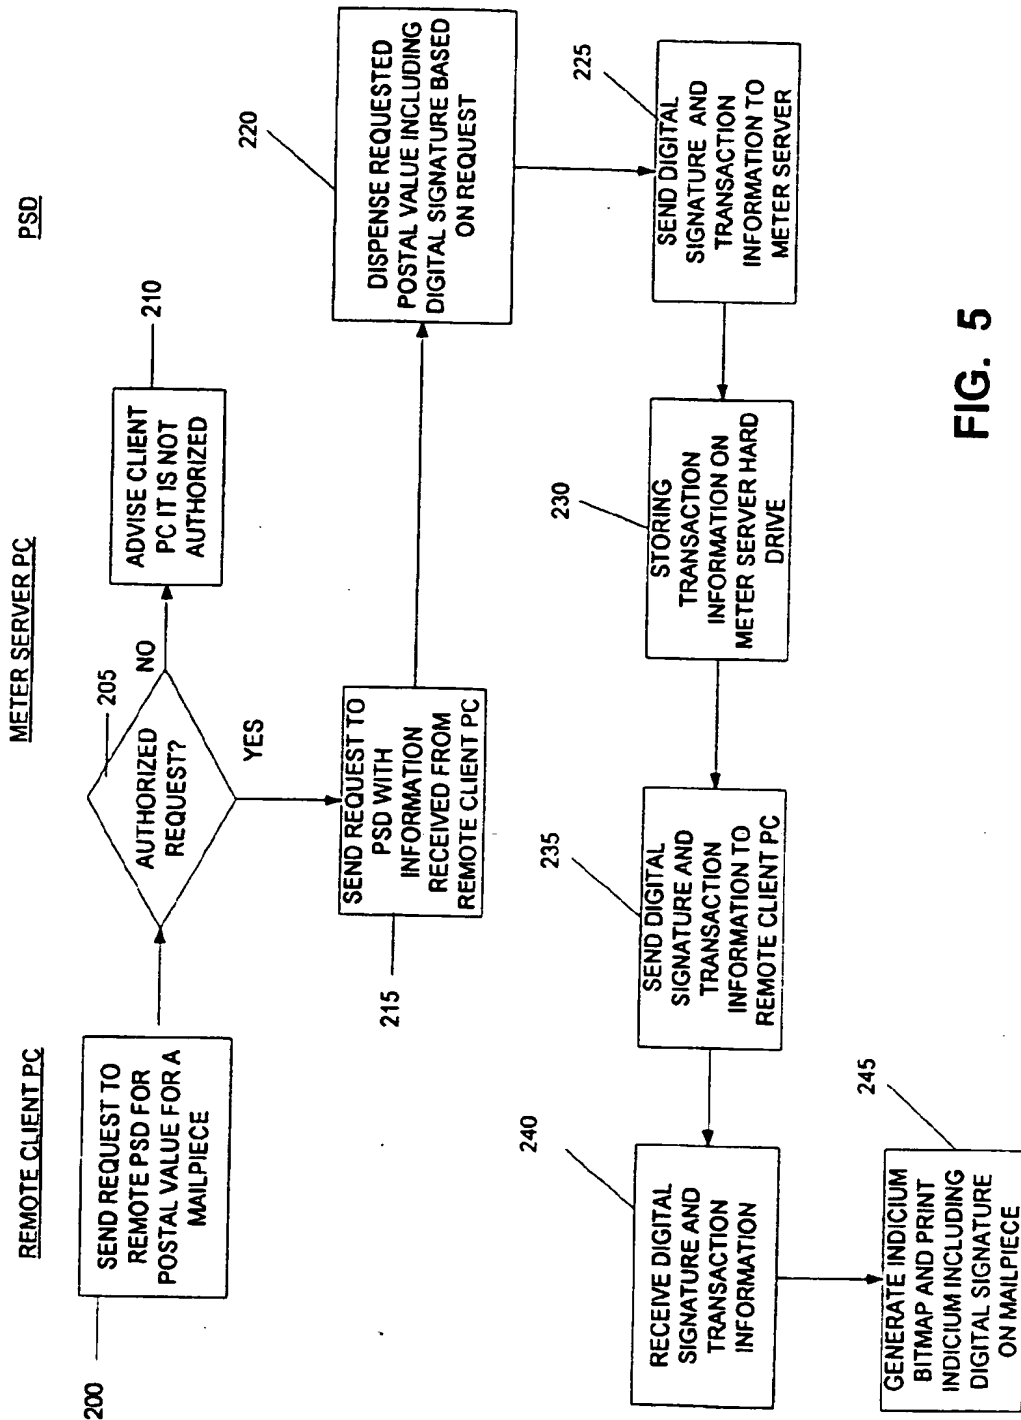 REMOTE CLIENT PC
METER SERVER PC
PSD
200
SEND REQUEST TO
REMOTE PSD FOR
POSTAL VALUE FOR A
MAILPIECE
205
AUTHORIZED
REQUEST?
NO
YES
ADVISE CLIENT
PC IT IS NOT
AUTHORIZED
210
SEND REQUEST TO
PSD WITH
INFORMATION
RECEIVED FROM
REMOTE CLIENT PC
215
220
DISPENSE REQUESTED
POSTAL VALUE INCLUDING
DIGITAL SIGNATURE BASED
ON REQUEST
225
SEND DIGITAL
SIGNATURE AND
TRANSACTION
INFORMATION TO
METER SERVER
230
STORING
TRANSACTION
INFORMATION ON
METER SERVER HARD
DRIVE
235
SEND DIGITAL
SIGNATURE AND
TRANSACTION
INFORMATION TO
REMOTE CLIENT PC
240
RECEIVE DIGITAL
SIGNATURE AND
TRANSACTION
INFORMATION
245
GENERATE INDICIUM
BITMAP AND PRINT
INDICIUM INCLUDING
DIGITAL SIGNATURE
ON MAILPIECE
FIG. 5